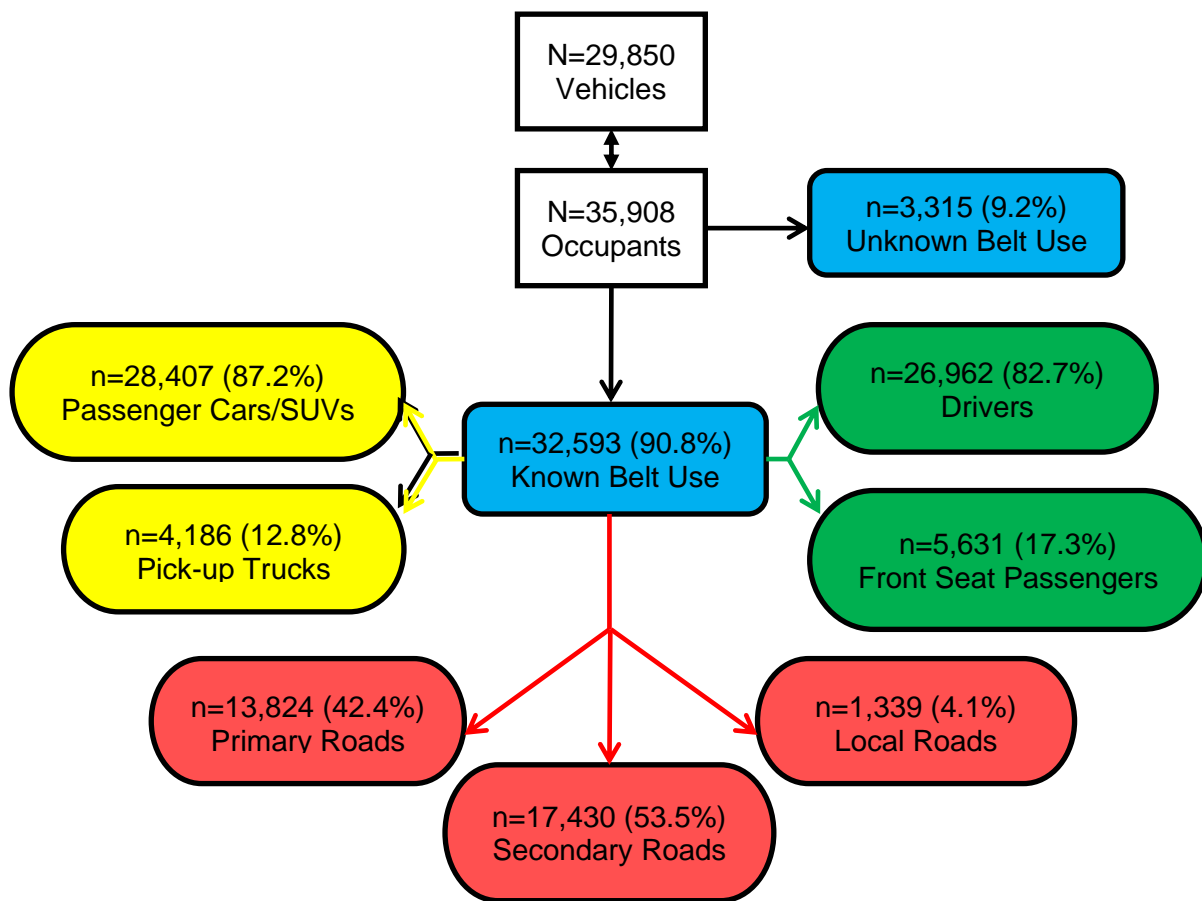 N=29,850
Vehicles
N=35,908
Occupants
n=3,315 (9.2%)
Unknown Belt Use
n=28,407 (87.2%)
Passenger Cars/SUVs
n=26,962 (82.7%)
Drivers
n=32,593 (90.8%)
Known Belt Use
n=4,186 (12.8%)
Pick-up Trucks
n=5,631 (17.3%)
Front Seat Passengers
n=13,824 (42.4%)
Primary Roads
n=1,339 (4.1%)
Local Roads
n=17,430 (53.5%)
Secondary Roads